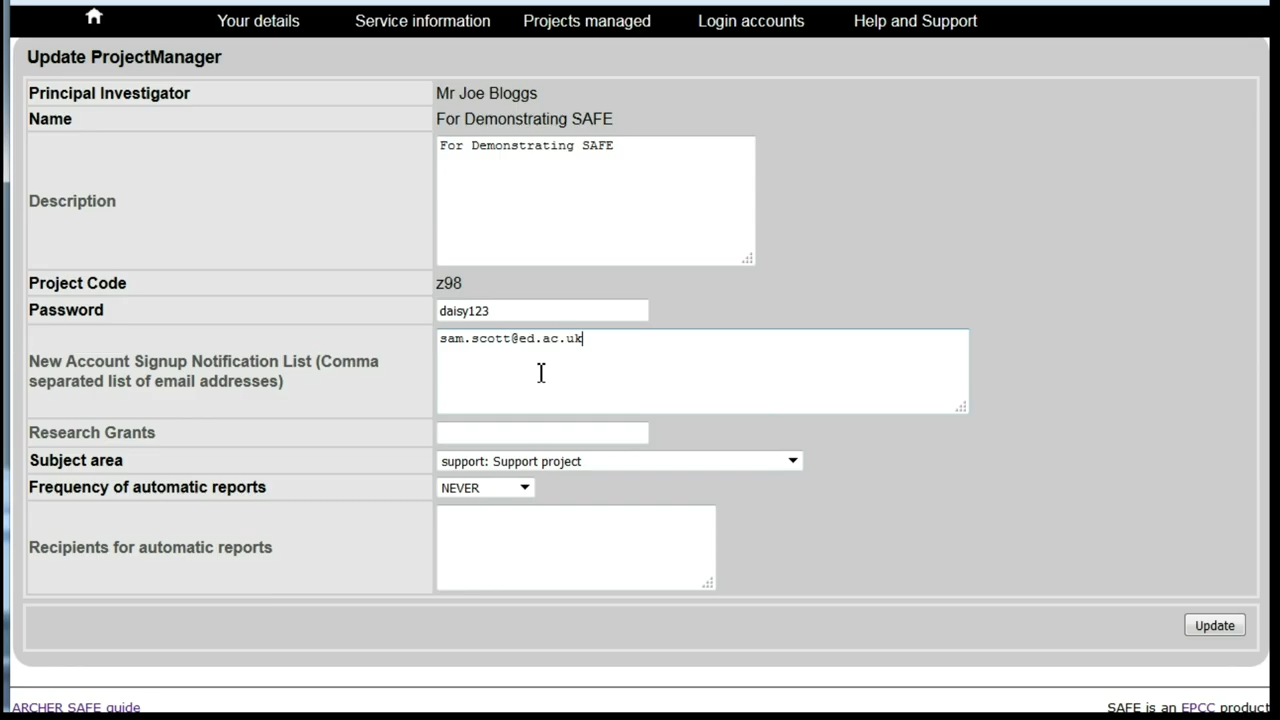 Your details Service information Projects managed Login accounts Help and Support
Update ProjectManager
Principal Investigator Mr Joe Bloggs
Name For Demonstrating SAFE
For Demonstrating SAFE
Description
Project Code z98
Password daisy123
sam.scott@ed.ac.uk
New Account Signup Notification List (Comma
separated list of email addresses)
Research Grants
Subject area support: Support project
Frequency of automatic reports NEVER
Recipients for automatic reports
Update
ARCHER SAFE guide SAFE is an EPCC product